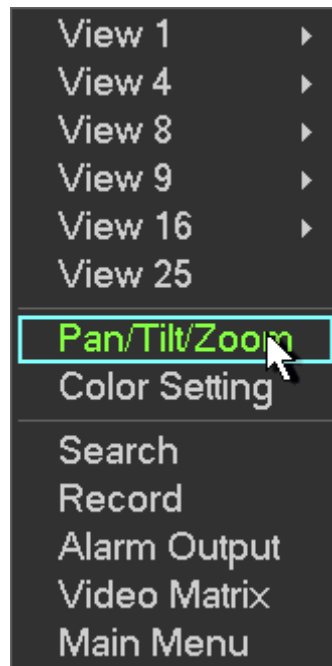 View 1
View 4
View 8
View 9
View 16
View 25
Pan/Tilt/Zoom
Color Setting
Search
Record
Alarm Output
Video Matrix
Main Menu